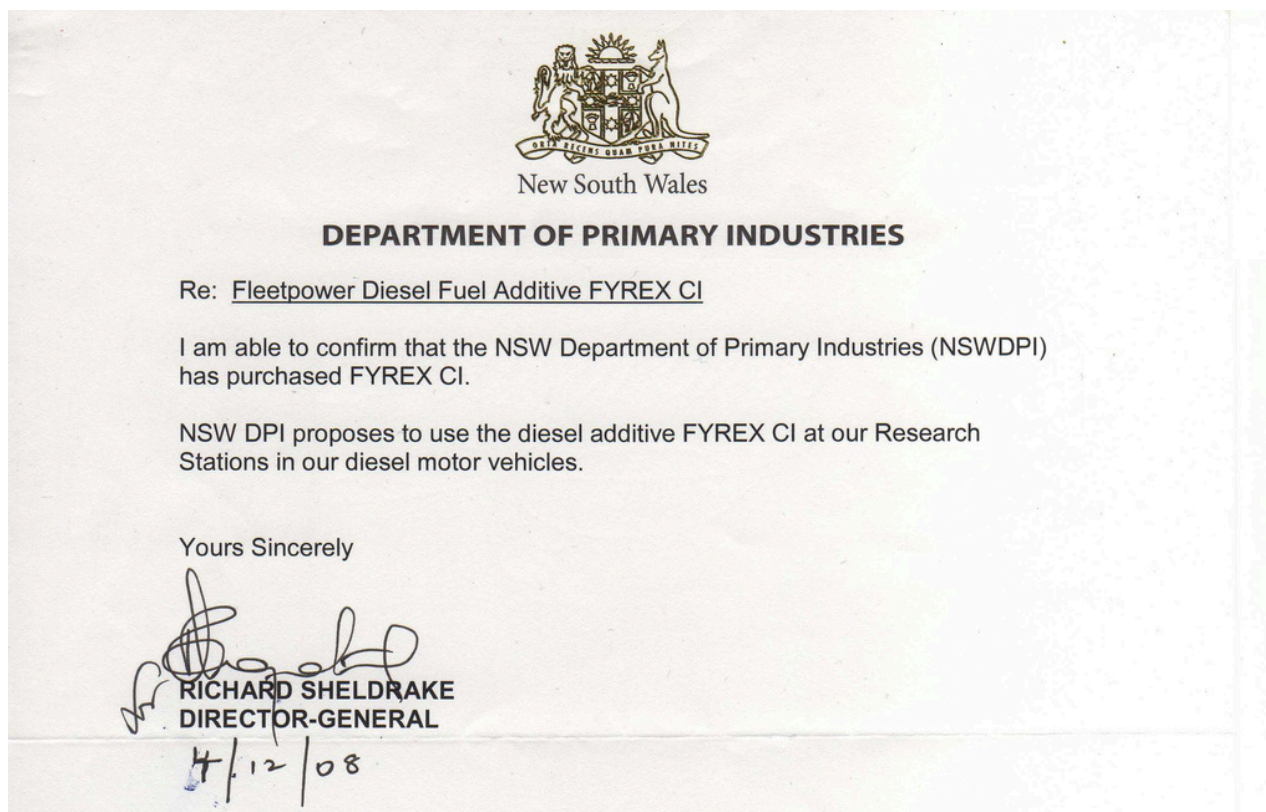 ORTA RECENS QUAM PURA NITES
New South Wales
DEPARTMENT OF PRIMARY INDUSTRIES
Re: Fleetpower Diesel Fuel Additive FYREX CI
I am able to confirm that the NSW Department of Primary Industries (NSWDPI)
has purchased FYREX CI.
NSW DPI proposes to use the diesel additive FYREX CI at our Research
Stations in our diesel motor vehicles.
Yours Sincerely
for
RICHARD SHELDRAKE
DIRECTOR-GENERAL
4/12/08